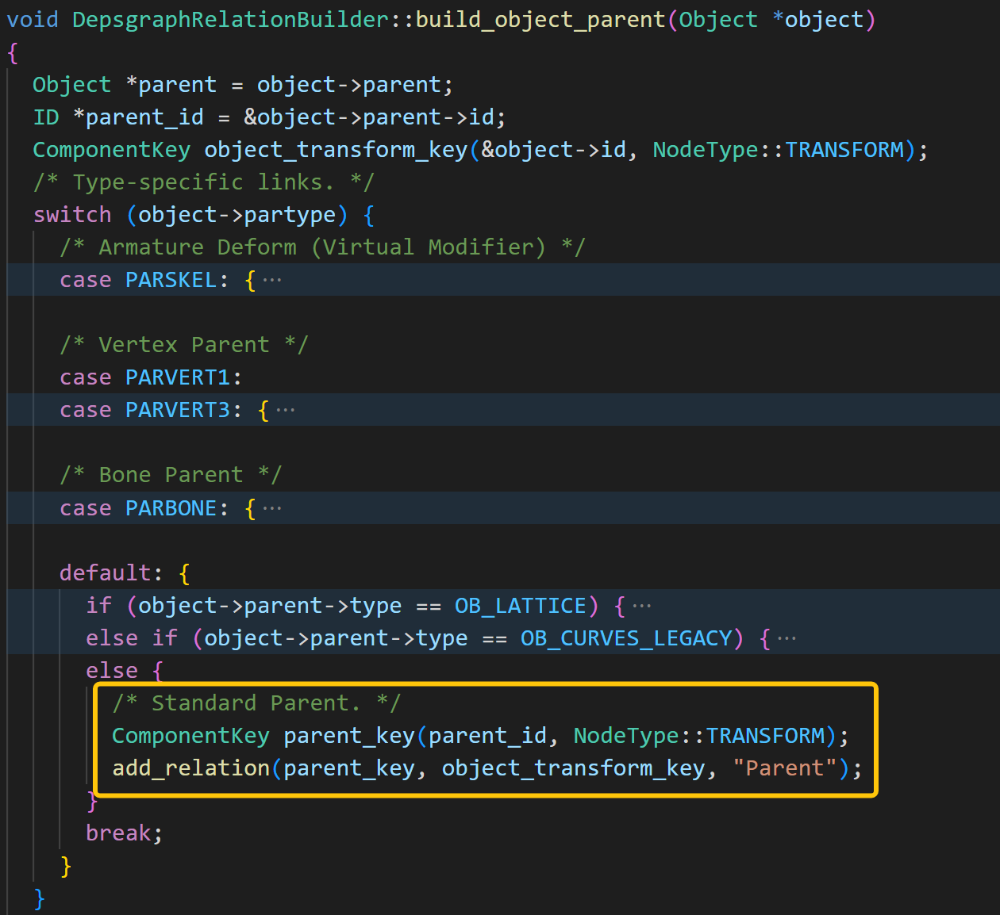 void DepsgraphRelationBuilder::build_object_parent(Object *object)
{
  Object *parent = object->parent;
  ID *parent_id = &object->parent->id;
  ComponentKey object_transform_key(&object->id, NodeType::TRANSFORM);
  /* Type-specific links. */
  switch (object->partype) {
    /* Armature Deform (Virtual Modifier) */
    case PARSKEL: {···

    /* Vertex Parent */
    case PARVERT1:
    case PARVERT3: {···

    /* Bone Parent */
    case PARBONE: {···

    default: {
      if (object->parent->type == OB_LATTICE) {···
      else if (object->parent->type == OB_CURVES_LEGACY) {···
      else {
        /* Standard Parent. */
        ComponentKey parent_key(parent_id, NodeType::TRANSFORM);
        add_relation(parent_key, object_transform_key, "Parent");
      }
      break;
    }
  }